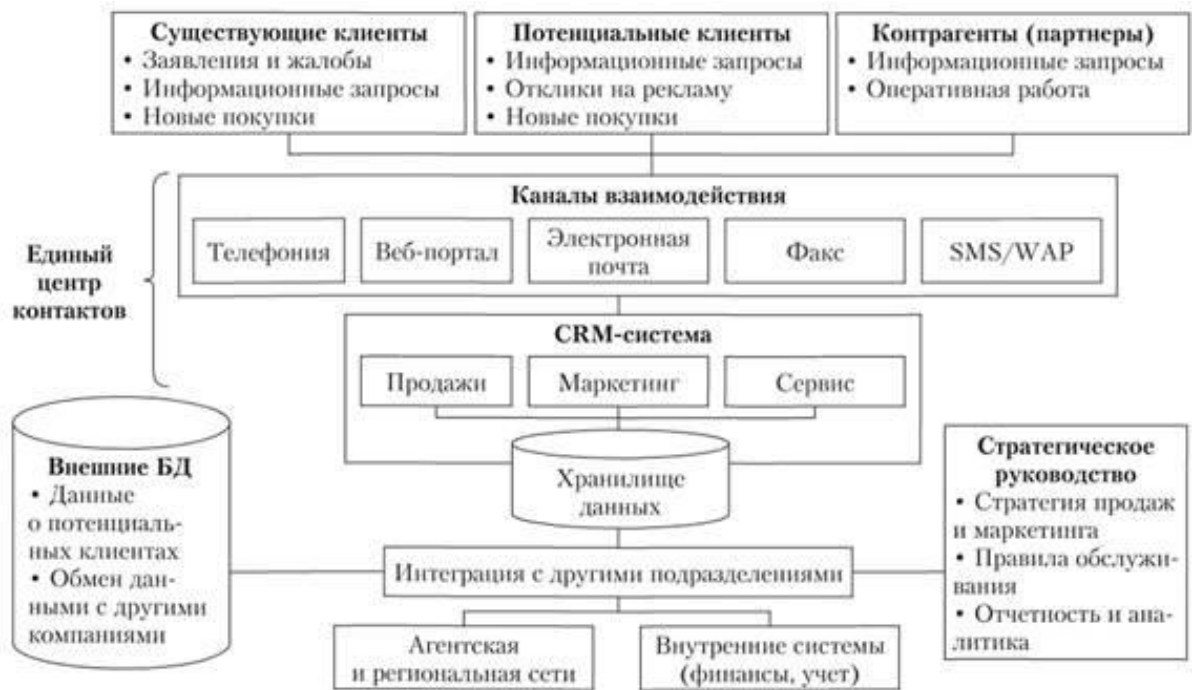 Существующие клиенты
• Заявления и жалобы
• Информационные запросы
• Новые покупки
Потенциальные клиенты
• Информационные запросы
• Отклики на рекламу
• Новые покупки
Контрагенты (партнеры)
• Информационные запросы
• Оперативная работа
Единый
центр
контактов
Каналы взаимодействия
Телефония
Веб-портал
Электронная
почта
Факс
SMS/WAP
CRM-система
Продажи
Маркетинг
Сервис
Хранилище
данных
Внешние БД
• Данные
о потенциаль-
ных клиентах
• Обмен дан-
ными с другими
компаниями
Интеграция с другими подразделениями
Стратегическое
руководство
• Стратегия продаж
и маркетинга
• Правила обслужи-
вания
• Отчетность и ана-
литика
Агентская
и региональная сети
Внутренние системы
(финансы, учет)